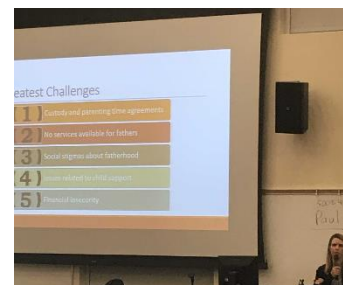 eatest Challenges
1 Custody and parenting time agreements
2 No services available for fathers
3 Social stigmas about fatherhood
4 Issues related to child support
5 Financial insecurity
Paul